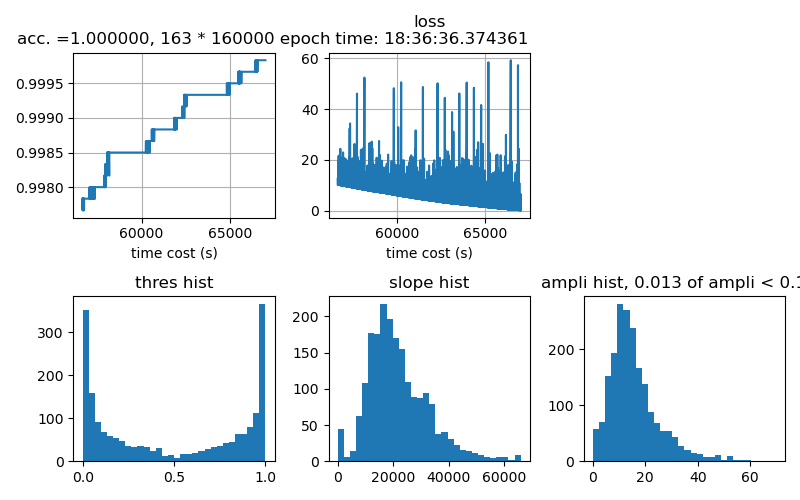 loss
acc. =1.000000, 163 * 160000 epoch time: 18:36:36.374361
0.9995
0.9990
0.9985
0.9980
60000 65000
time cost (s)
60
40
20
0
60000 65000
time cost (s)
thres hist
300
200
100
0
0.0 0.5 1.0
slope hist
200
150
100
50
0
0 20000 40000 60000
ampli hist, 0.013 of ampli < 0.1
200
100
0
0 20 40 60